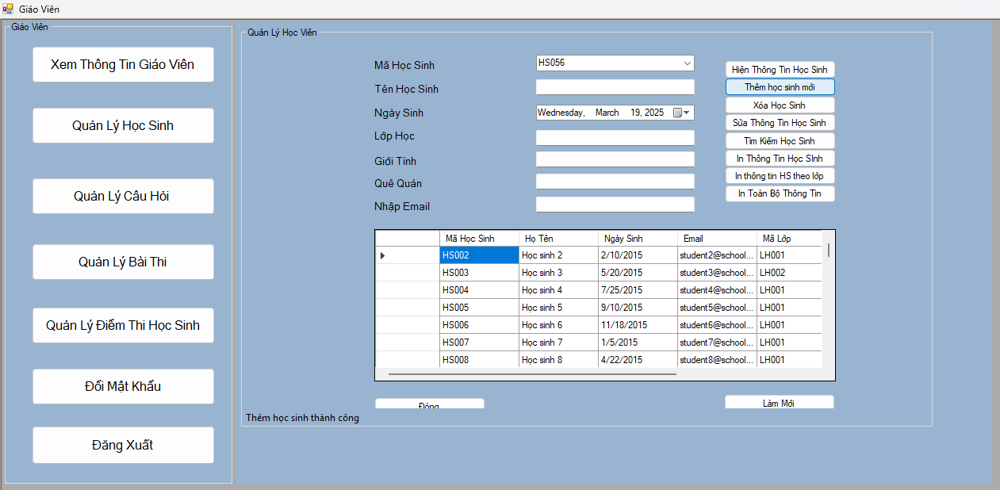 Giáo Viên
Giáo Viên
Xem Thông Tin Giáo Viên
Quản Lý Học Sinh
Quản Lý Câu Hỏi
Quản Lý Bài Thi
Quản Lý Điểm Thi Học Sinh
Đổi Mật Khẩu
Đăng Xuất
Quản Lý Học Viên
Mã Học Sinh
HS056
Tên Học Sinh
Ngày Sinh
Wednesday, March 19, 2025
Lớp Học
Giới Tính
Quê Quán
Nhập Email
Hiện Thông Tin Học Sinh
Thêm học sinh mới
Xóa Học Sinh
Sửa Thông Tin Học Sinh
Tìm Kiếm Học Sinh
In Thông Tin Học SInh
In thông tin HS theo lớp
In Toàn Bộ Thông Tin
Mã Học Sinh Họ Tên Ngày Sinh Email Mã Lớp
HS002 Học sinh 2 2/10/2015 student2@school... LH001
HS003 Học sinh 3 5/20/2015 student3@school... LH002
HS004 Học sinh 4 7/25/2015 student4@school... LH001
HS005 Học sinh 5 9/10/2015 student5@school... LH001
HS006 Học sinh 6 11/18/2015 student6@school... LH001
HS007 Học sinh 7 1/5/2015 student7@school... LH001
HS008 Học sinh 8 4/22/2015 student8@school... LH001
Đóng
Làm Mới
Thêm học sinh thành công